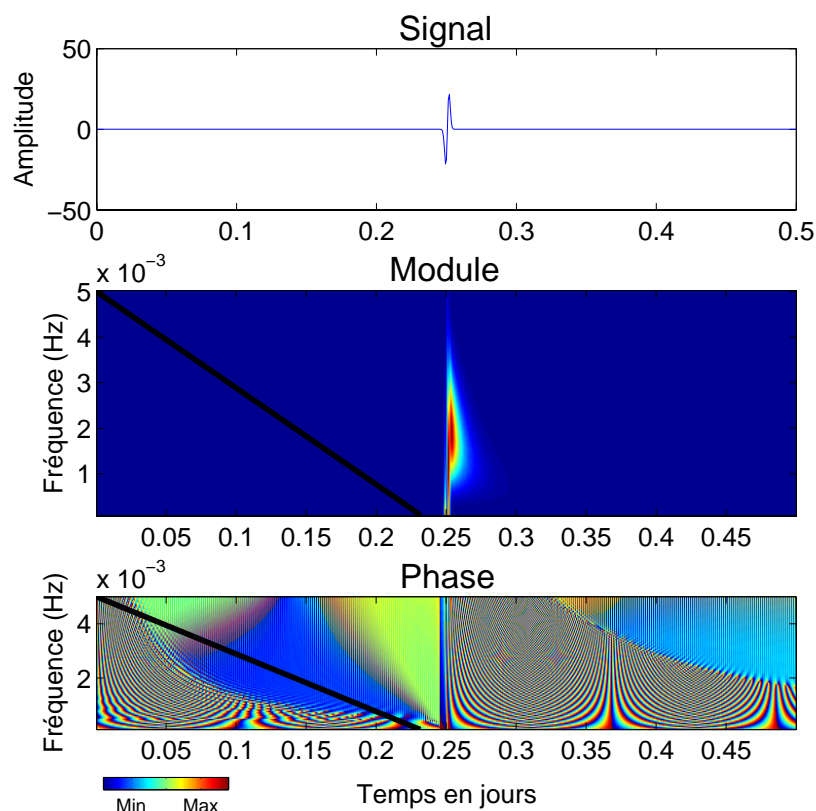 Signal
50
0
−50
Amplitude
0 0.1 0.2 0.3 0.4 0.5
Module
x 10⁻³
5
4
3
2
1
Fréquence (Hz)
0.05 0.1 0.15 0.2 0.25 0.3 0.35 0.4 0.45
Phase
x 10⁻³
4
2
Fréquence (Hz)
0.05 0.1 0.15 0.2 0.25 0.3 0.35 0.4 0.45
Min Max
Temps en jours